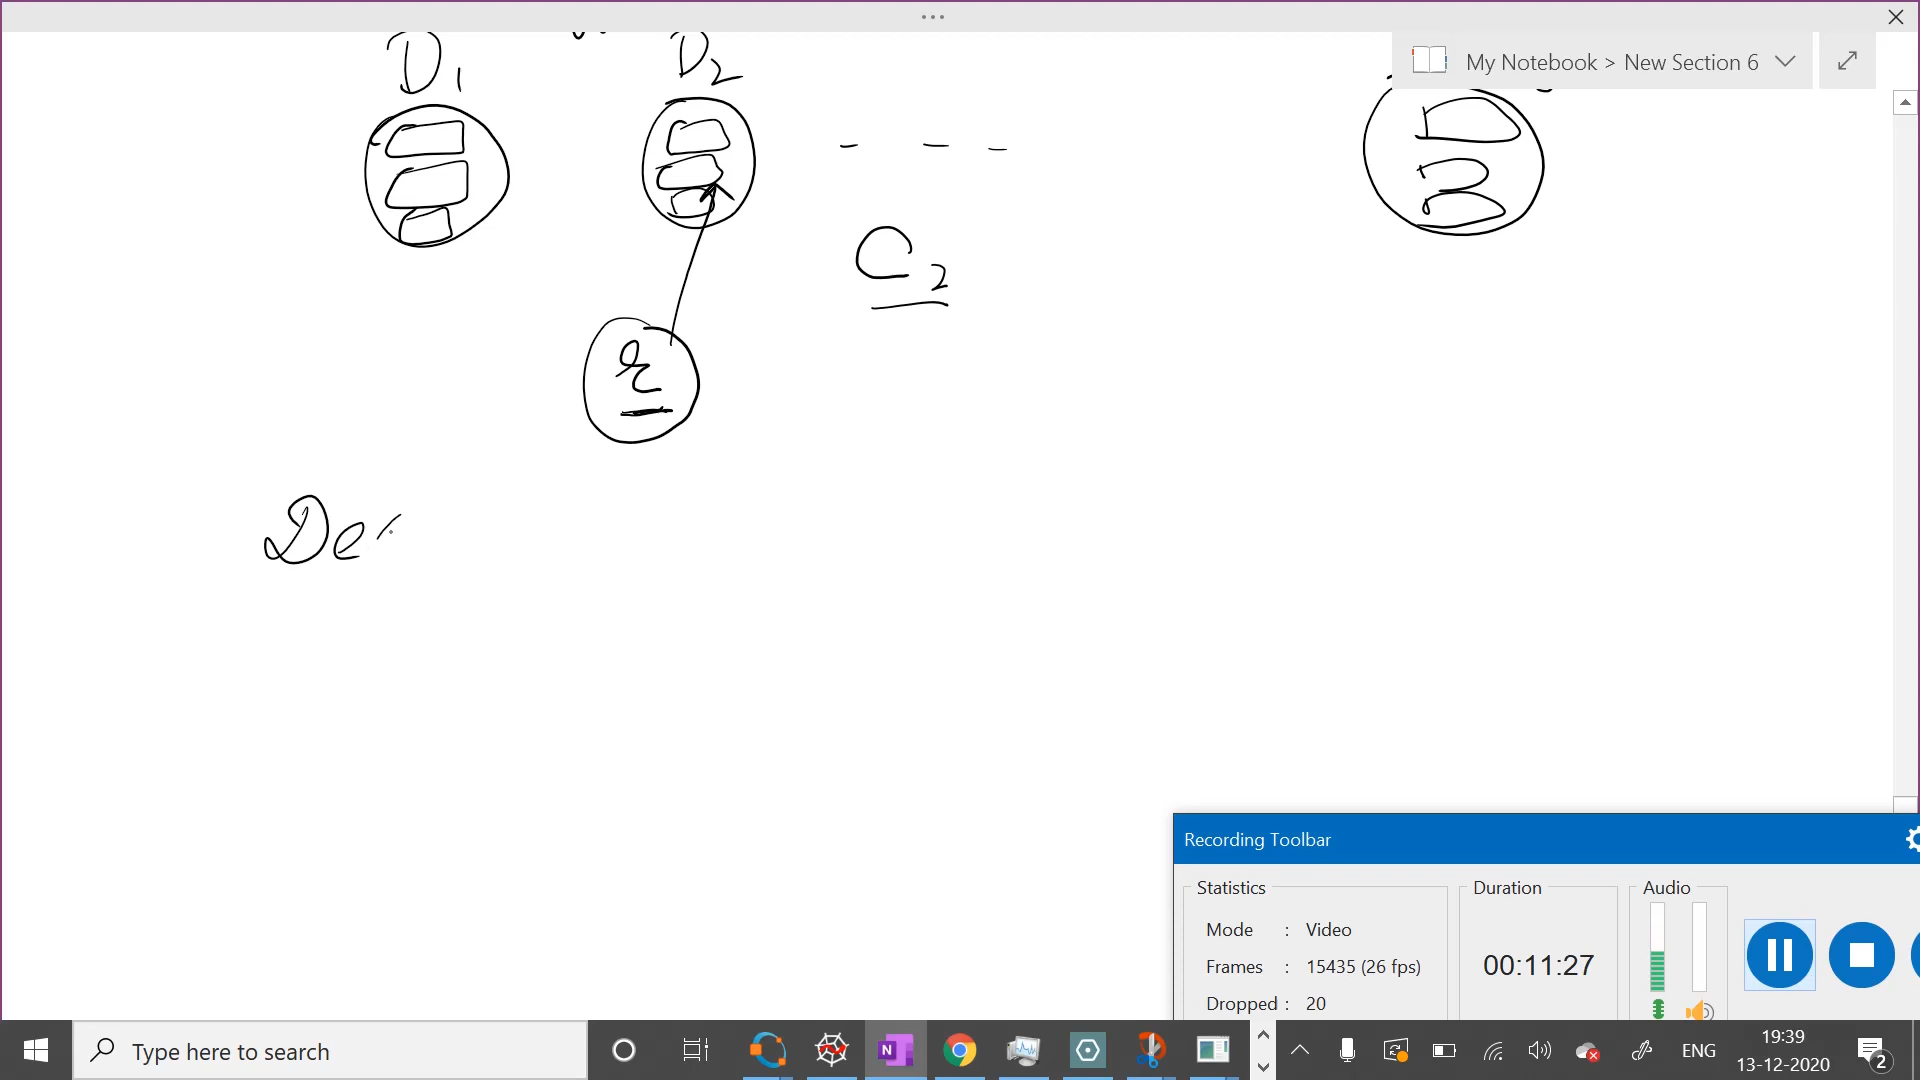 ...
D1 D2
My Notebook > New Section 6
C2
r
De
Recording Toolbar
Statistics
Duration
Audio
Mode : Video
Frames : 15435 (26 fps)
Dropped : 20
00:11:27
Type here to search
N
ENG
19:39
13-12-2020
2